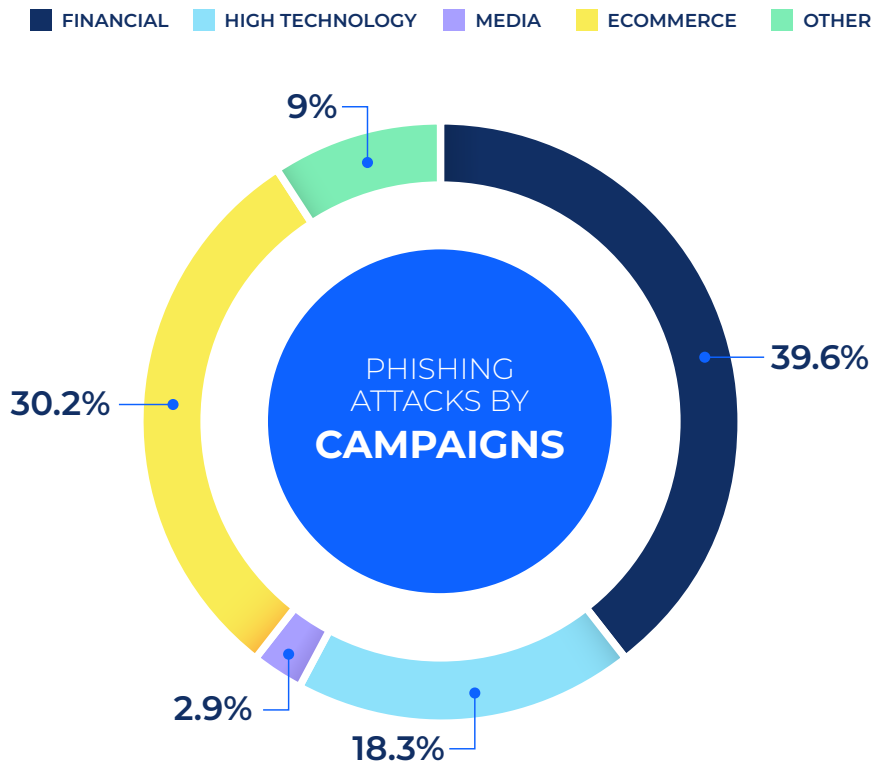 FINANCIAL HIGH TECHNOLOGY MEDIA ECOMMERCE OTHER
9%
PHISHING
ATTACKS BY
CAMPAIGNS
39.6%
30.2%
2.9%
18.3%